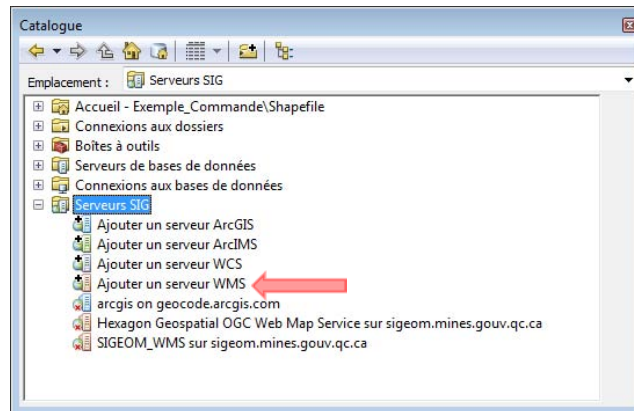 Catalogue
Emplacement : Serveurs SIG
Accueil - Exemple_Commande\Shapefile
Connexions aux dossiers
Boîtes à outils
Serveurs de bases de données
Connexions aux bases de données
Serveurs SIG
Ajouter un serveur ArcGIS
Ajouter un serveur ArcIMS
Ajouter un serveur WCS
Ajouter un serveur WMS
arcgis on geocode.arcgis.com
Hexagon Geospatial OGC Web Map Service sur sigeom.mines.gouv.qc.ca
SIGEOM_WMS sur sigeom.mines.gouv.qc.ca